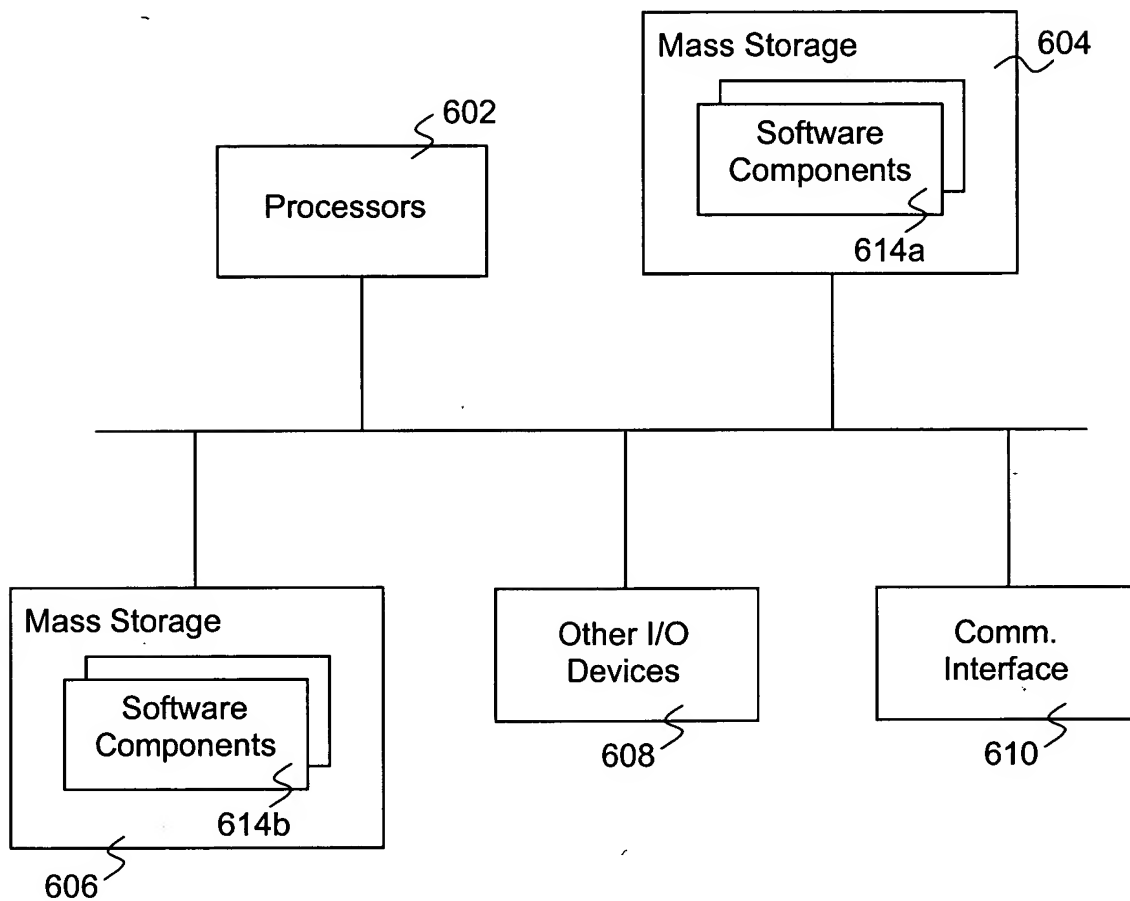 Mass Storage
604
602
Software
Components
Processors
614a
Mass Storage
Software
Components
614b
606
Other I/O
Devices
608
Comm.
Interface
610